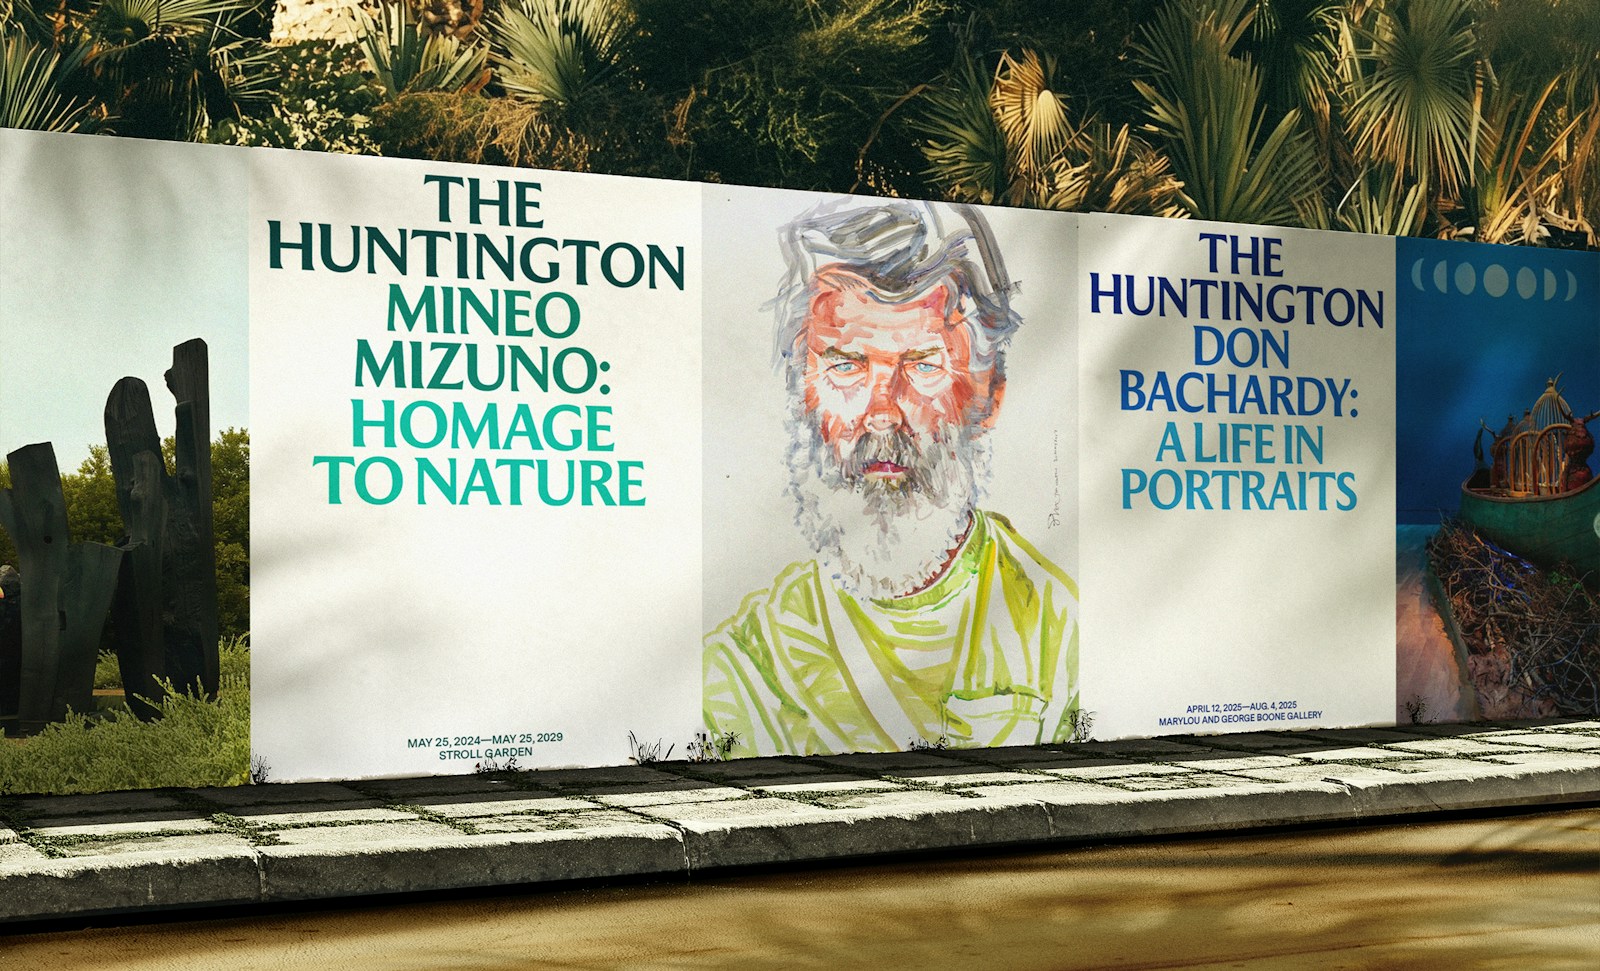 THE
HUNTINGTON
MINEO
MIZUNO:
HOMAGE
TO NATURE
MAY 25, 2024—MAY 25, 2029
STROLL GARDEN
THE
HUNTINGTON
DON
BACHARDY:
A LIFE IN
PORTRAITS
APRIL 12, 2025—AUG. 4, 2025
MARYLOU AND GEORGE BOONE GALLERY